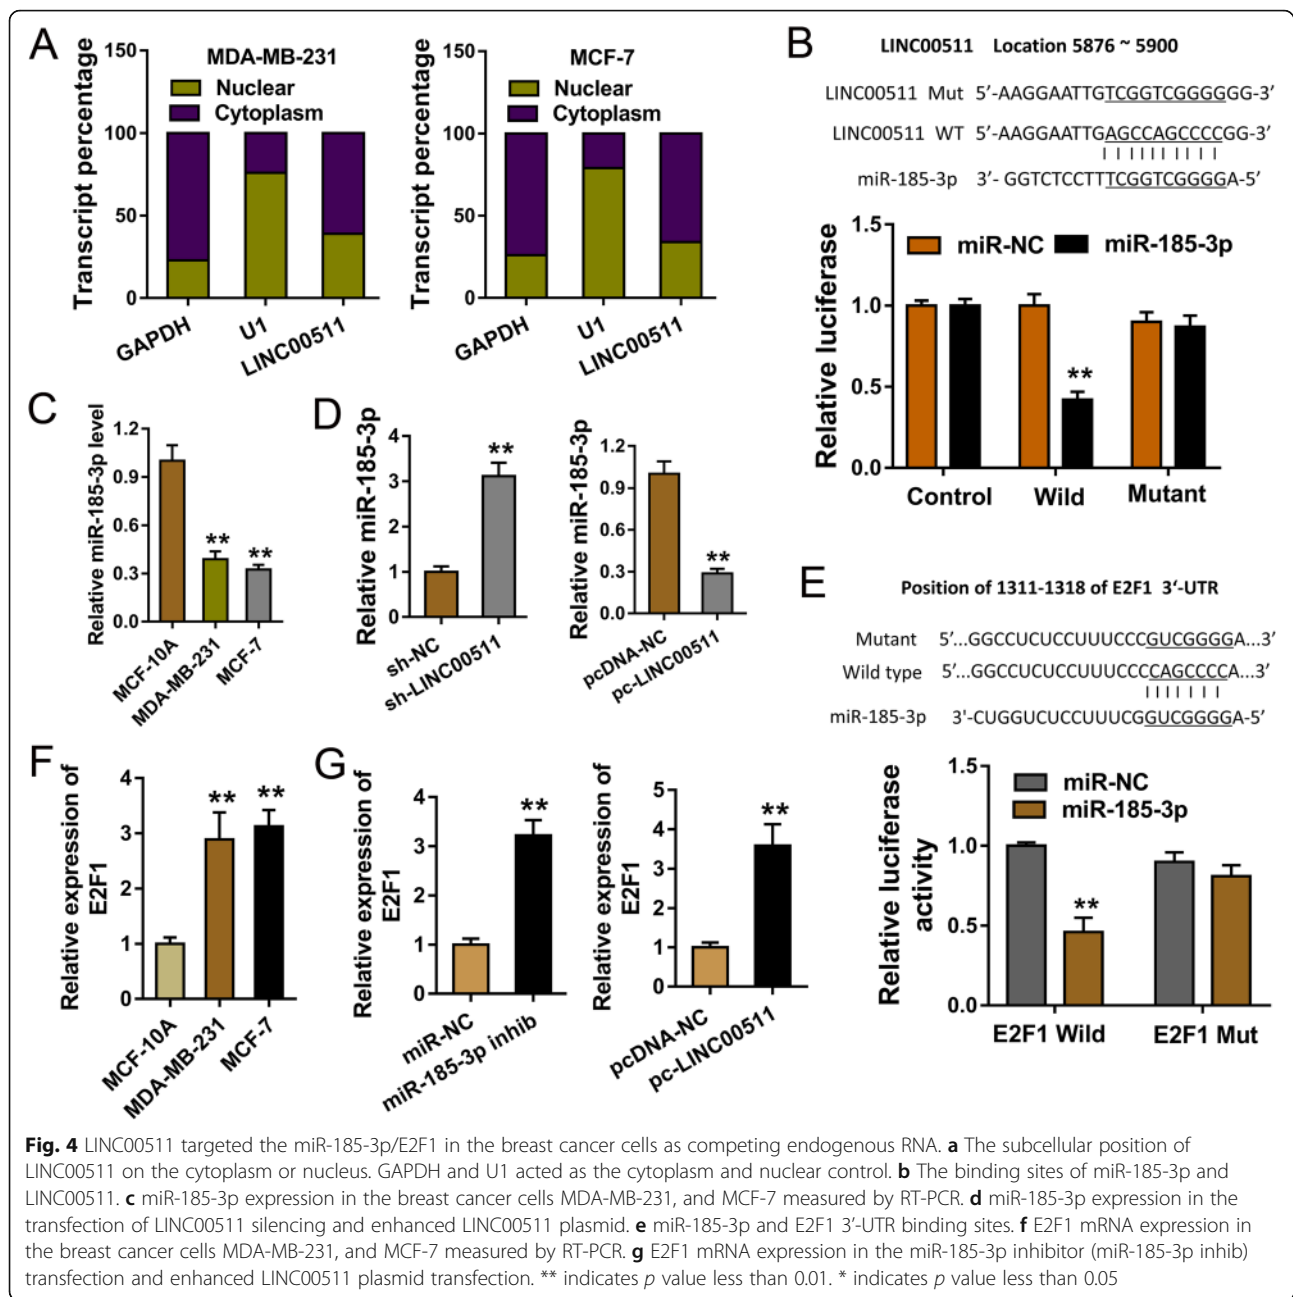 A
150
100
50
0
Transcript percentage
MDA-MB-231
Nuclear
Cytoplasm
GAPDH
U1
LINC00511
150
100
50
0
Transcript percentage
MCF-7
Nuclear
Cytoplasm
GAPDH
U1
LINC00511
B
LINC00511 Location 5876 ~ 5900
LINC00511 Mut 5’-AAGGAATTGTCGGTCGGGGGG-3’
LINC00511 WT 5’-AAGGAATTGAGCCAGCCCCGG-3’
miR-185-3p 3’- GGTCTCCTTTCGGTCGGGGA-5’
Relative luciferase
1.5
1.0
0.5
0.0
miR-NC
miR-185-3p
**
Control
Wild
Mutant
C
Relative miR-185-3p level
1.2
0.9
0.6
0.3
0.0
**
**
MCF-10A
MDA-MB-231
MCF-7
D
Relative miR-185-3p
4
3
2
1
0
**
sh-NC
sh-LINC00511
Relative miR-185-3p
1.2
0.9
0.6
0.3
0.0
**
pcDNA-NC
pc-LINC00511
E
Position of 1311-1318 of E2F1 3’-UTR
Mutant 5’...GGCCUCUCCUUUCCCGUCGGGGA...3’
Wild type 5’...GGCCUCUCCUUUCCCCAGCCCCA...3’
miR-185-3p 3'-CUGGUCUCCUUUCGGUCGGGGA-5’
Relative luciferase
activity
1.5
1.0
0.5
0.0
miR-NC
miR-185-3p
**
E2F1 Wild
E2F1 Mut
F
Relative expression of
E2F1
4
3
2
1
0
**
**
MCF-10A
MDA-MB-231
MCF-7
G
Relative expression of
E2F1
4
3
2
1
0
**
miR-NC
miR-185-3p inhib
Relative expression of
E2F1
5
4
3
2
1
0
**
pcDNA-NC
pc-LINC00511
Fig. 4 LINC00511 targeted the miR-185-3p/E2F1 in the breast cancer cells as competing endogenous RNA. a The subcellular position of
LINC00511 on the cytoplasm or nucleus. GAPDH and U1 acted as the cytoplasm and nuclear control. b The binding sites of miR-185-3p and
LINC00511. c miR-185-3p expression in the breast cancer cells MDA-MB-231, and MCF-7 measured by RT-PCR. d miR-185-3p expression in the
transfection of LINC00511 silencing and enhanced LINC00511 plasmid. e miR-185-3p and E2F1 3’-UTR binding sites. f E2F1 mRNA expression in
the breast cancer cells MDA-MB-231, and MCF-7 measured by RT-PCR. g E2F1 mRNA expression in the miR-185-3p inhibitor (miR-185-3p inhib)
transfection and enhanced LINC00511 plasmid transfection. ** indicates p value less than 0.01. * indicates p value less than 0.05